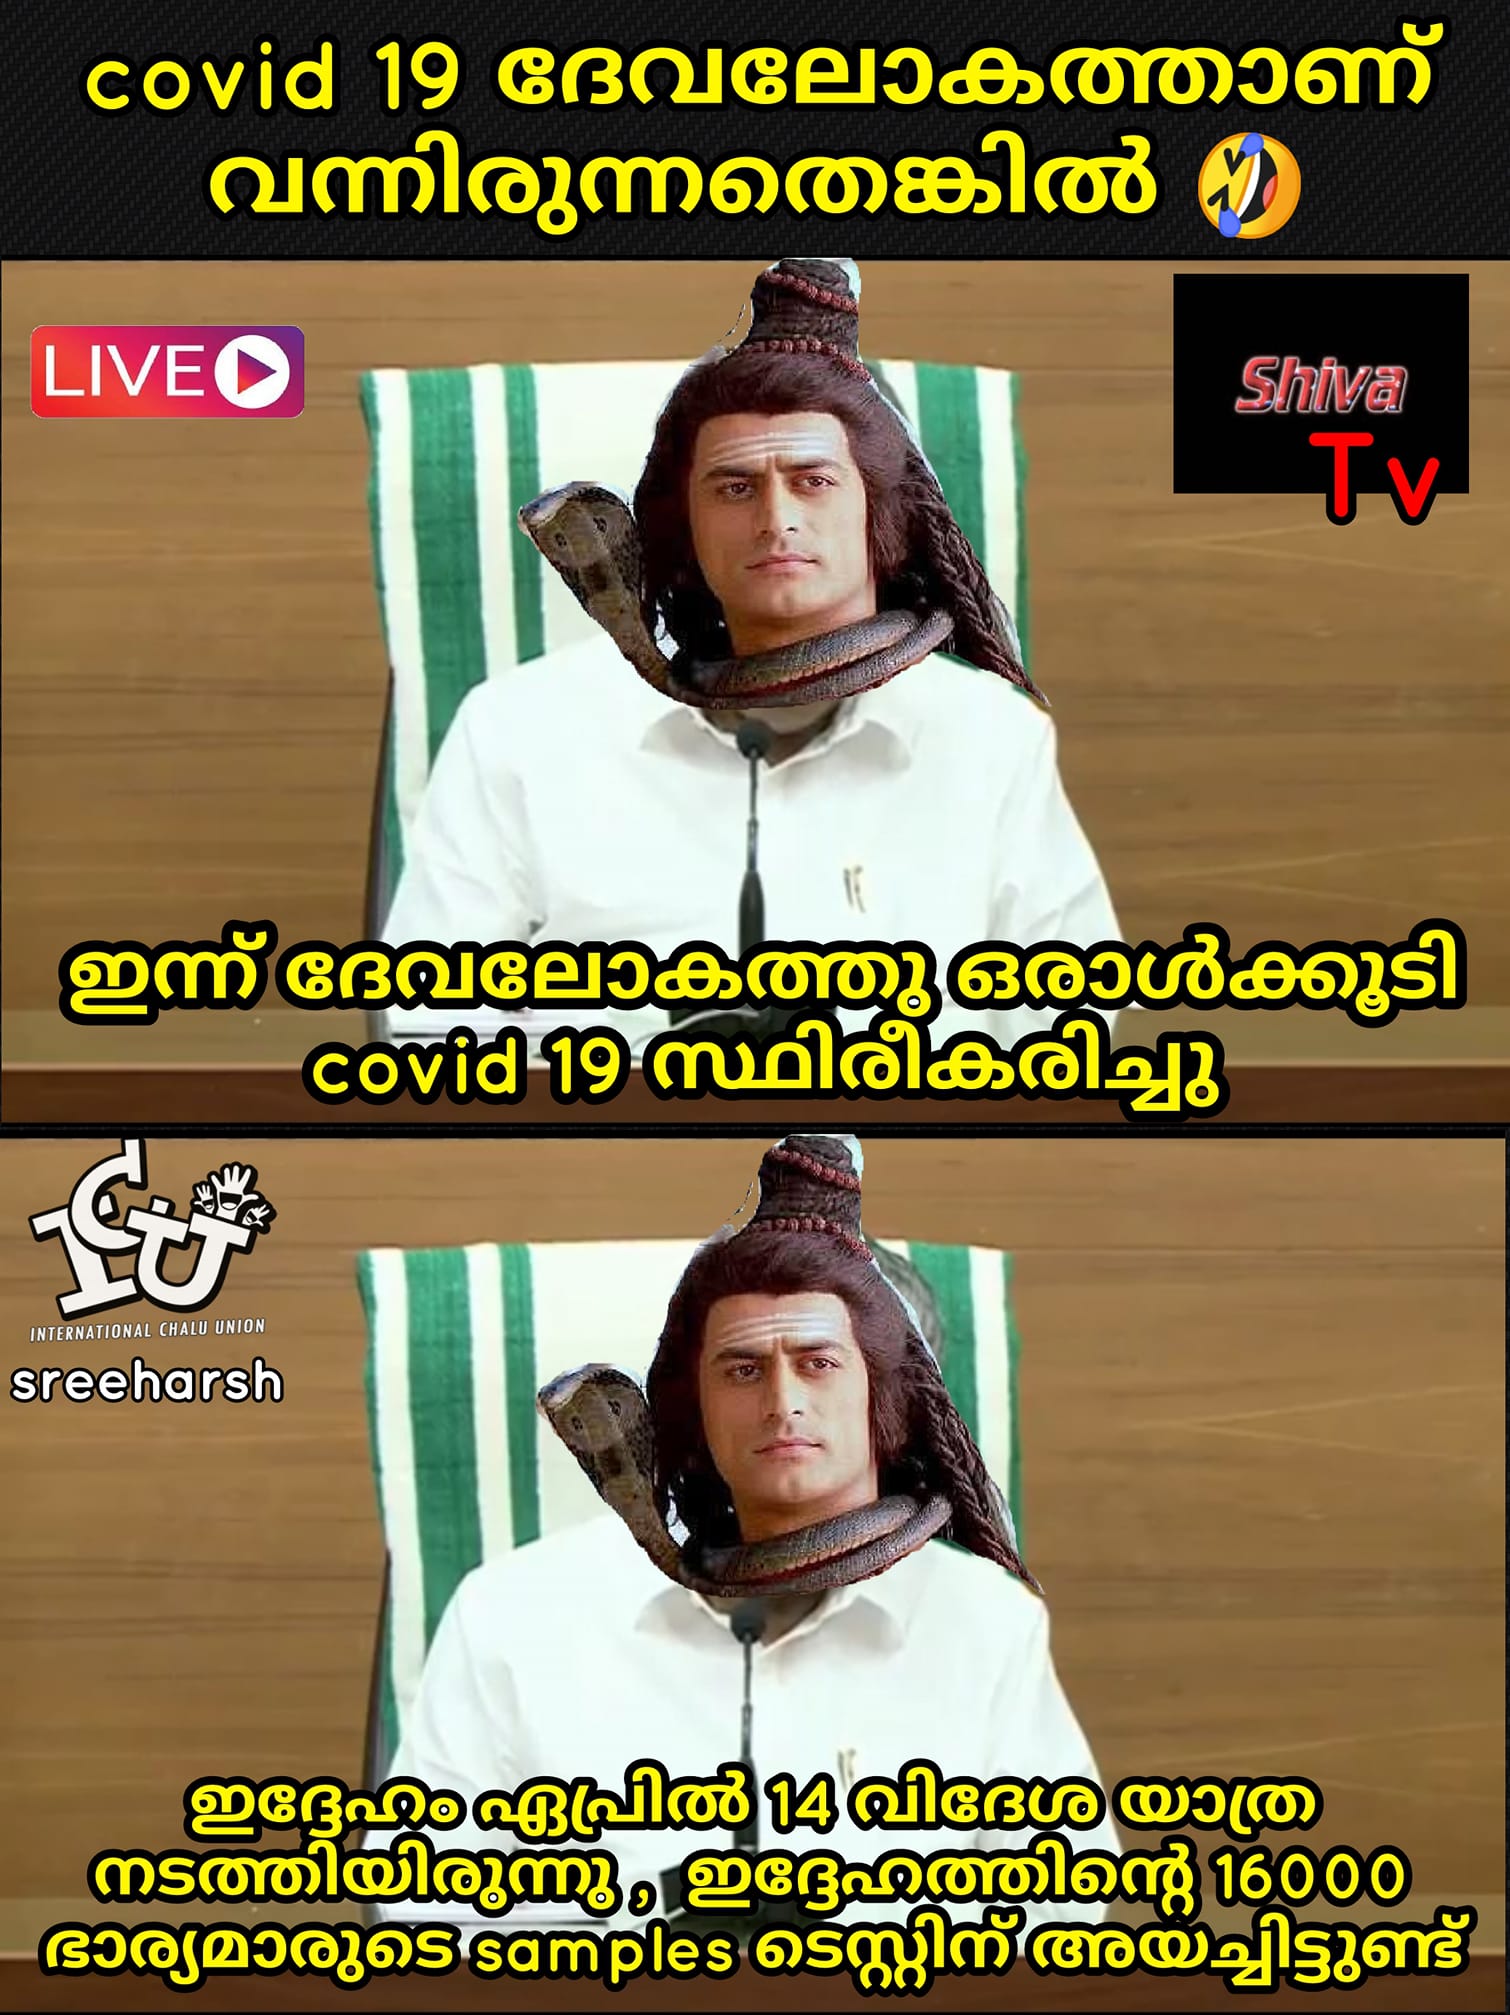 covid 19 ദേവലോകത്താണ്
വന്നിരുന്നതെങ്കിൽ 🤣
LIVE
Shiva
Tv
ഇന്ന് ദേവലോകത്തു ഒരാൾക്കൂടി
covid 19 സ്ഥിരീകരിച്ചു
ICU
INTERNATIONAL CHALU UNION
sreeharsh
ഇദ്ദേഹം ഏപ്രിൽ 14 വിദേശ യാത്ര
നടത്തിയിരുന്നു , ഇദ്ദേഹത്തിന്റെ 16000
ഭാര്യമാരുടെ samples ടെസ്റ്റിന് അയച്ചിട്ടുണ്ട്